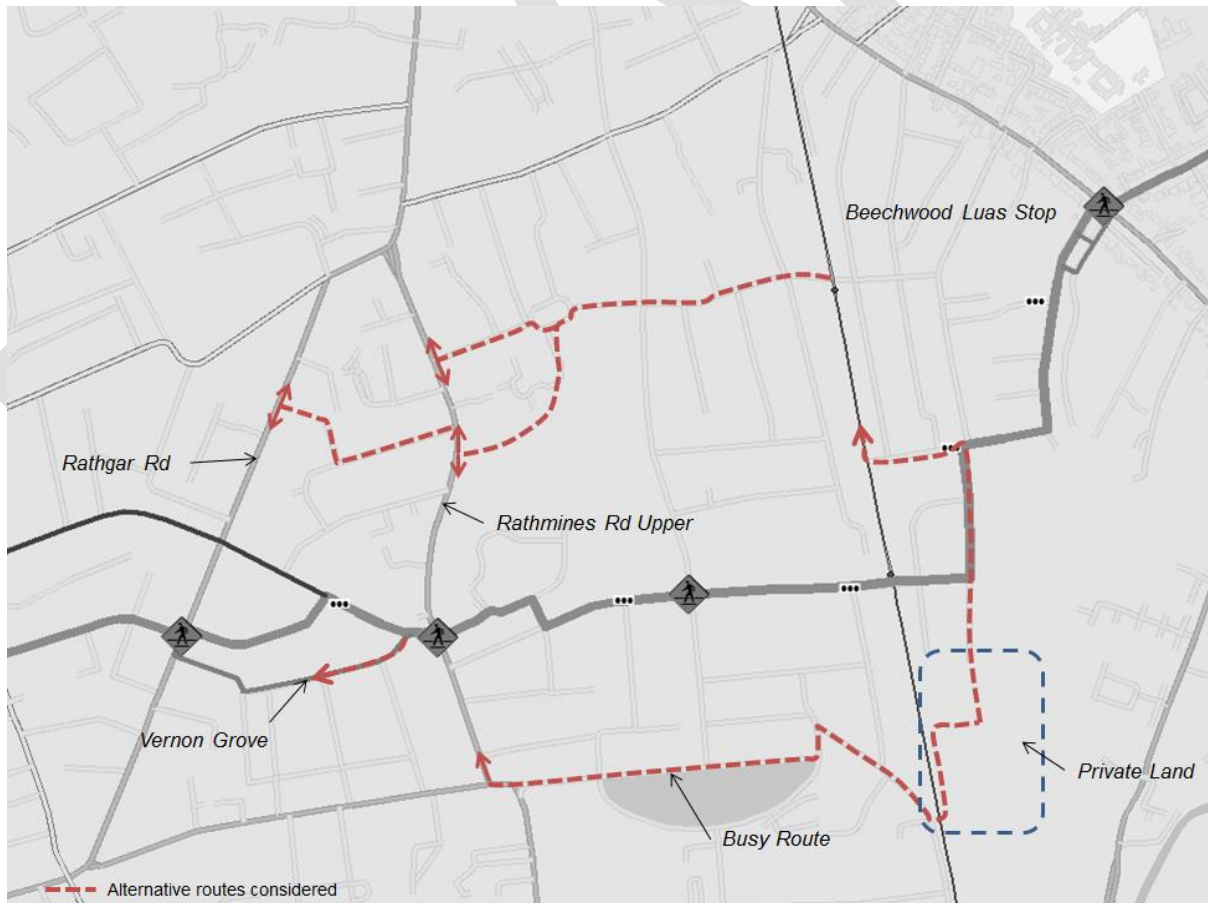 Beechwood Luas Stop
Rathgar Rd
Rathmines Rd Upper
Vernon Grove
Private Land
Busy Route
Alternative routes considered